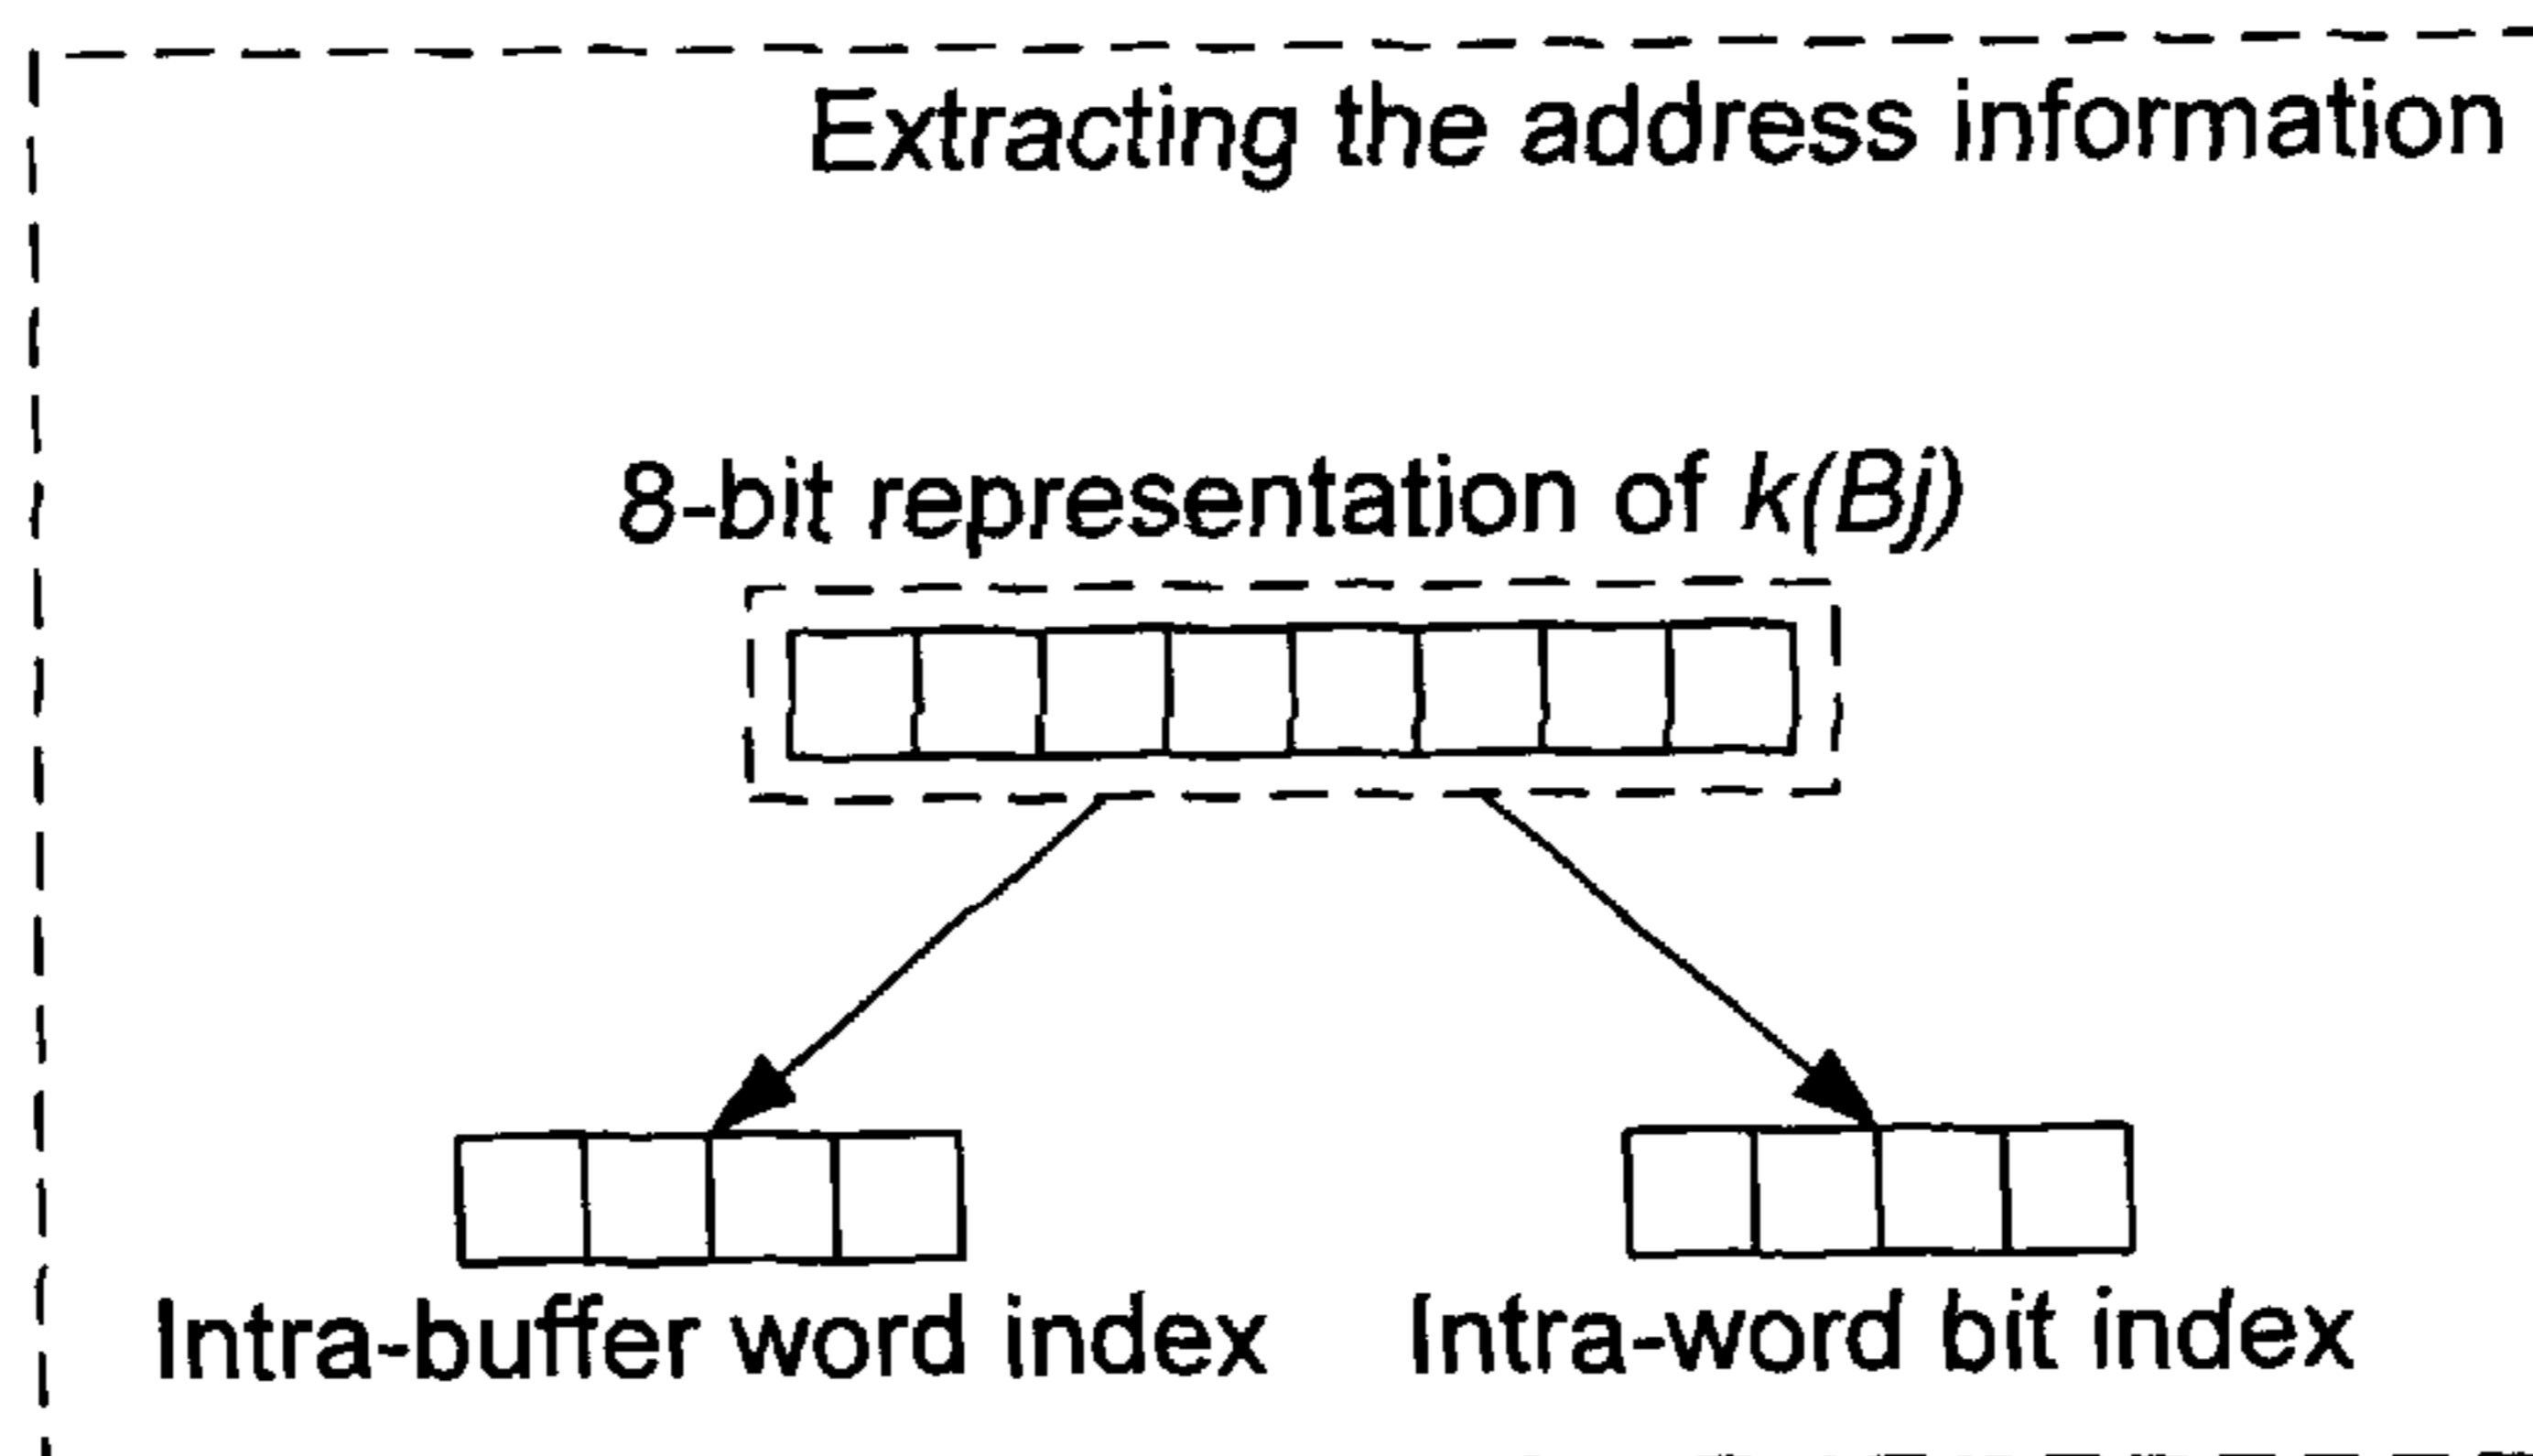 Extracting the address information
8-bit representation of k(Bj)
Intra-buffer word index
Intra-word bit index